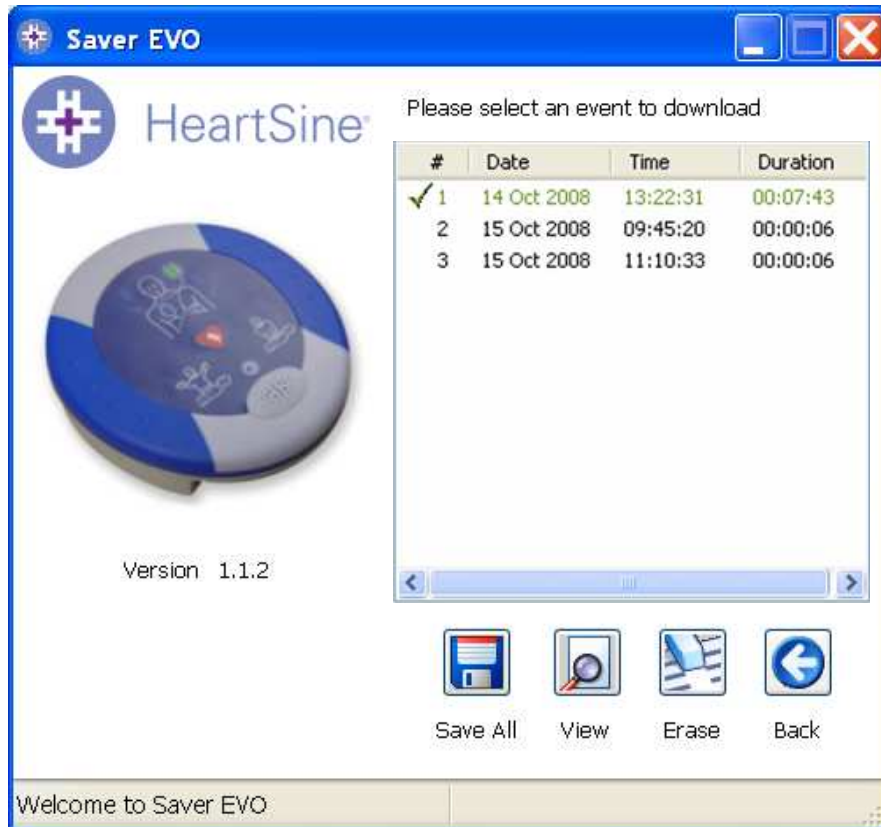 Saver EVO
HeartSine®
Please select an event to download
# Date Time Duration
1 14 Oct 2008 13:22:31 00:07:43
2 15 Oct 2008 09:45:20 00:00:06
3 15 Oct 2008 11:10:33 00:00:06
Version 1.1.2
Save All View Erase Back
Welcome to Saver EVO